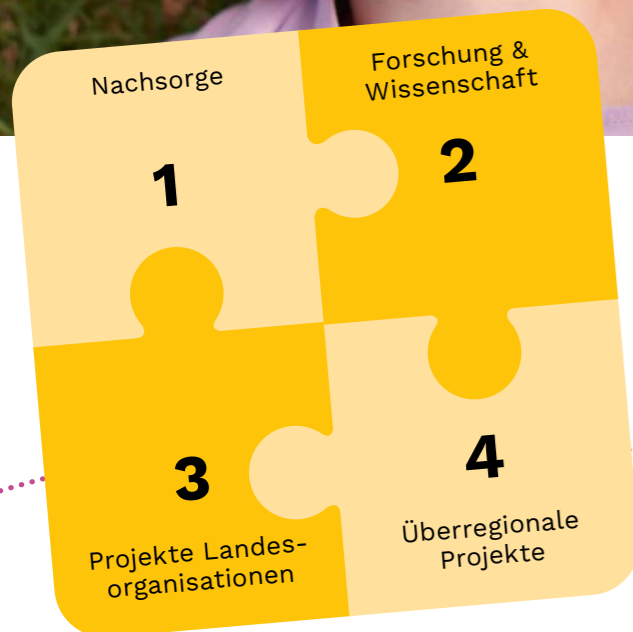 Nachsorge
1
Forschung &
Wissenschaft
2
3
Projekte Landes-
organisationen
4
Überregionale
Projekte